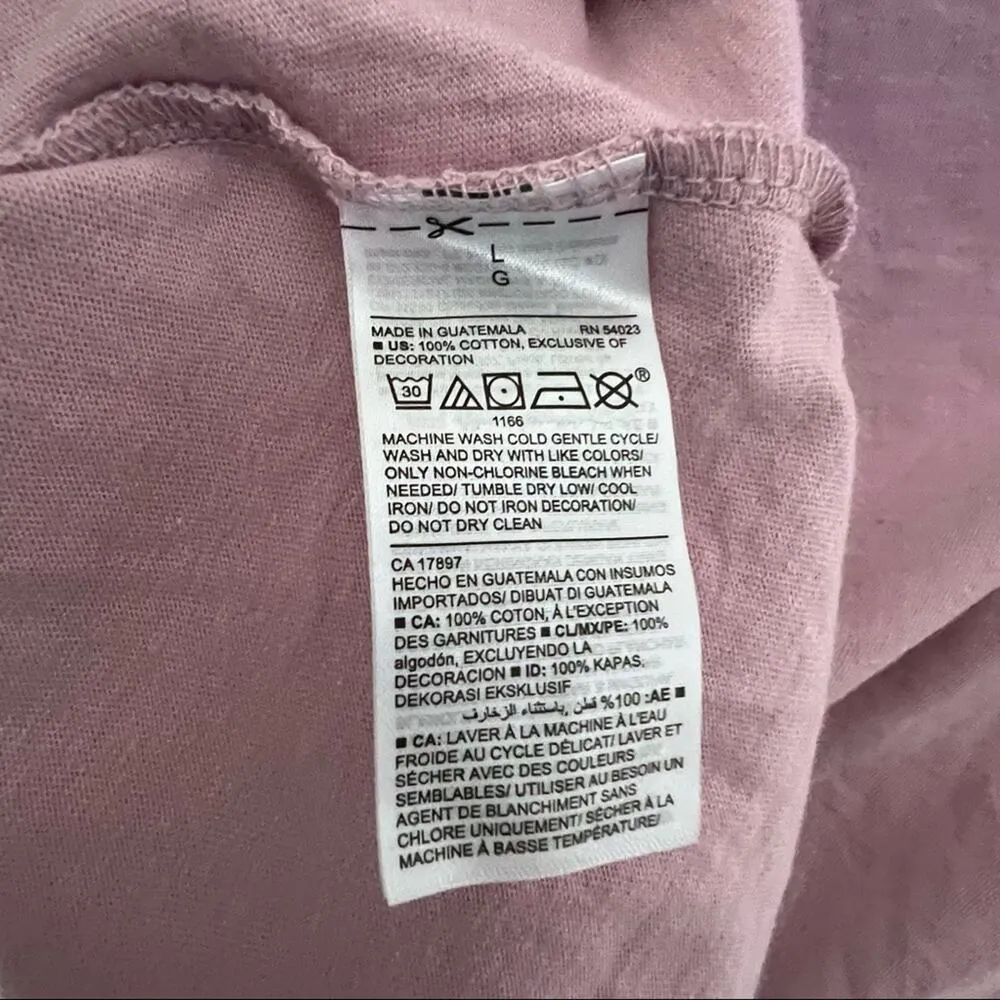 L
G
MADE IN GUATEMALA RN 54023
■ US: 100% COTTON, EXCLUSIVE OF
DECORATION
30 ®
1166
MACHINE WASH COLD GENTLE CYCLE/
WASH AND DRY WITH LIKE COLORS/
ONLY NON-CHLORINE BLEACH WHEN
NEEDED/ TUMBLE DRY LOW/ COOL
IRON/ DO NOT IRON DECORATION/
DO NOT DRY CLEAN
CA 17897
HECHO EN GUATEMALA CON INSUMOS
IMPORTADOS/ DIBUAT DI GUATEMALA
■ CA: 100% COTON, À L'EXCEPTION
DES GARNITURES ■ CL/MX/PE: 100%
algodón, EXCLUYENDO LA
DECORACION ■ ID: 100% KAPAS.
DEKORASI EKSKLUSIF
■ AE: 100% قطن, باستثناء الزخارف
■ CA: LAVER À LA MACHINE À L'EAU
FROIDE AU CYCLE DÉLICAT/ LAVER ET
SÉCHER AVEC DES COULEURS
SEMBLABLES/ UTILISER AU BESOIN UN
AGENT DE BLANCHIMENT SANS
CHLORE UNIQUEMENT/ SÉCHER À LA
MACHINE À BASSE TEMPÉRATURE/